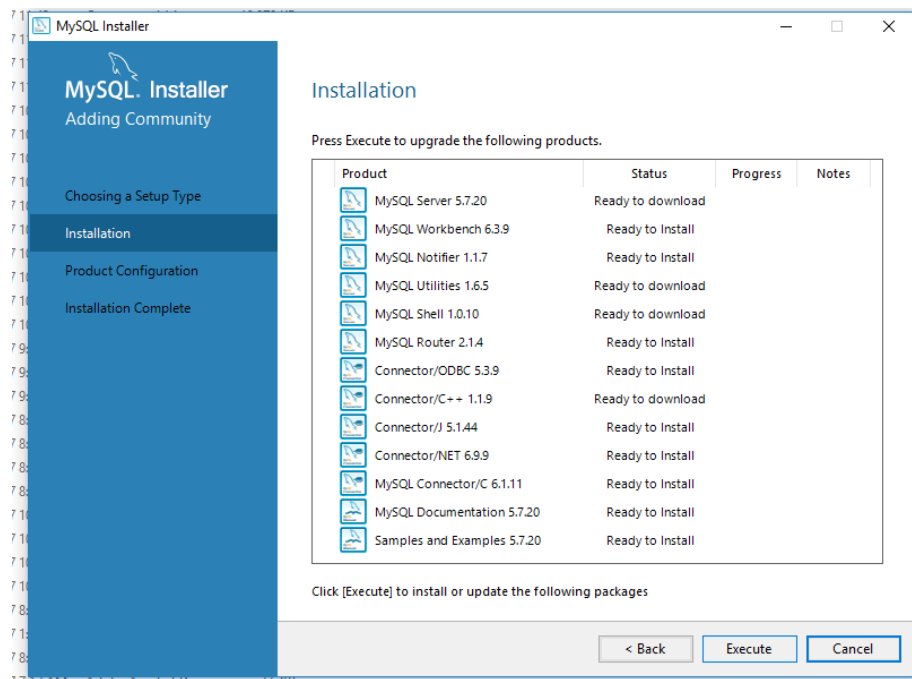 MySQL Installer
MySQL. Installer
Adding Community
Choosing a Setup Type
Installation
Product Configuration
Installation Complete
Installation
Press Execute to upgrade the following products.
Product Status Progress Notes
MySQL Server 5.7.20 Ready to download
MySQL Workbench 6.3.9 Ready to Install
MySQL Notifier 1.1.7 Ready to Install
MySQL Utilities 1.6.5 Ready to download
MySQL Shell 1.0.10 Ready to download
MySQL Router 2.1.4 Ready to Install
Connector/ODBC 5.3.9 Ready to Install
Connector/C++ 1.1.9 Ready to download
Connector/J 5.1.44 Ready to Install
Connector/NET 6.9.9 Ready to Install
MySQL Connector/C 6.1.11 Ready to Install
MySQL Documentation 5.7.20 Ready to Install
Samples and Examples 5.7.20 Ready to Install
Click [Execute] to install or update the following packages
< Back Execute Cancel